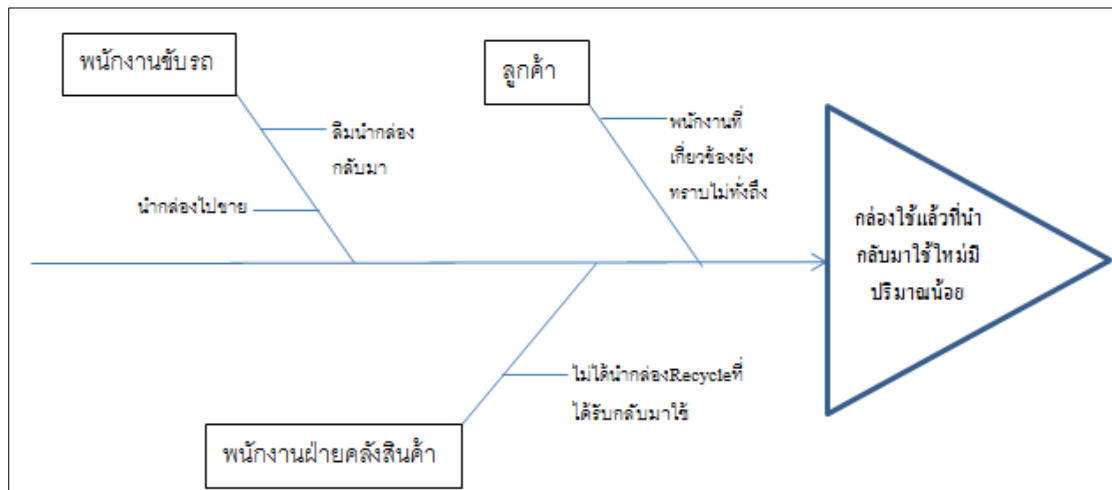 พนักงานขับรถ
ลืมนำกล่อง
กลับมา
นำกล่องไปขาย
ลูกค้า
พนักงานที่
เกี่ยวข้องยัง
ทราบไม่ทั่งถึง
กล่องใช้แล้วที่นำ
กลับมาใช้ใหม่มี
ปริมาณน้อย
ไม่ได้นำกล่องRecycleที่
ได้รับกลับมาใช้
พนักงานฝ่ายคลังสินค้า